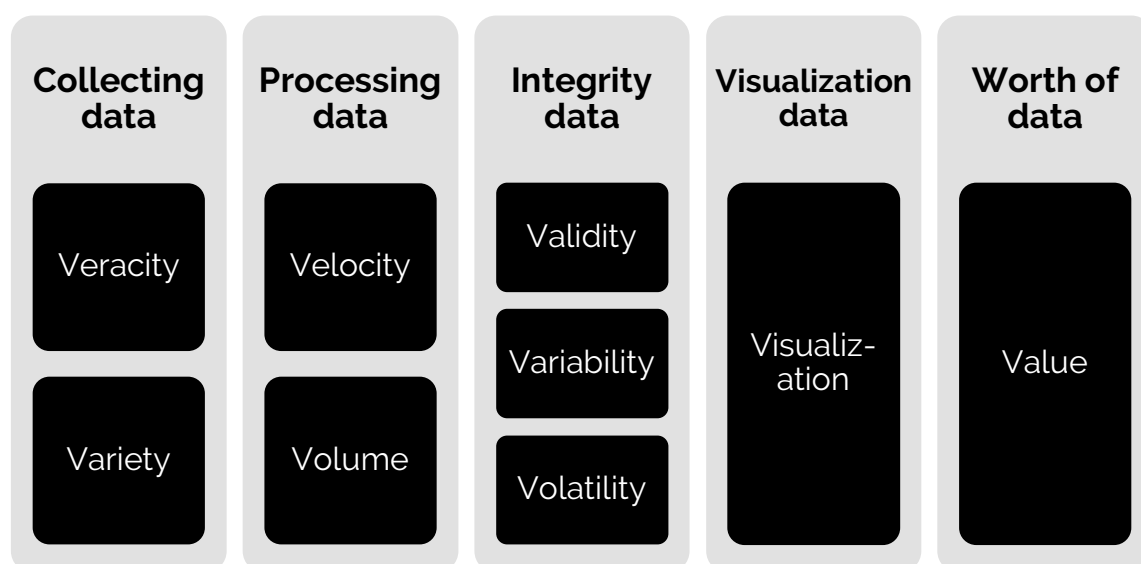 Collecting
data
Veracity
Variety
Processing
data
Velocity
Volume
Integrity
data
Validity
Variability
Volatility
Visualization
data
Visualiz-
ation
Worth of
data
Value